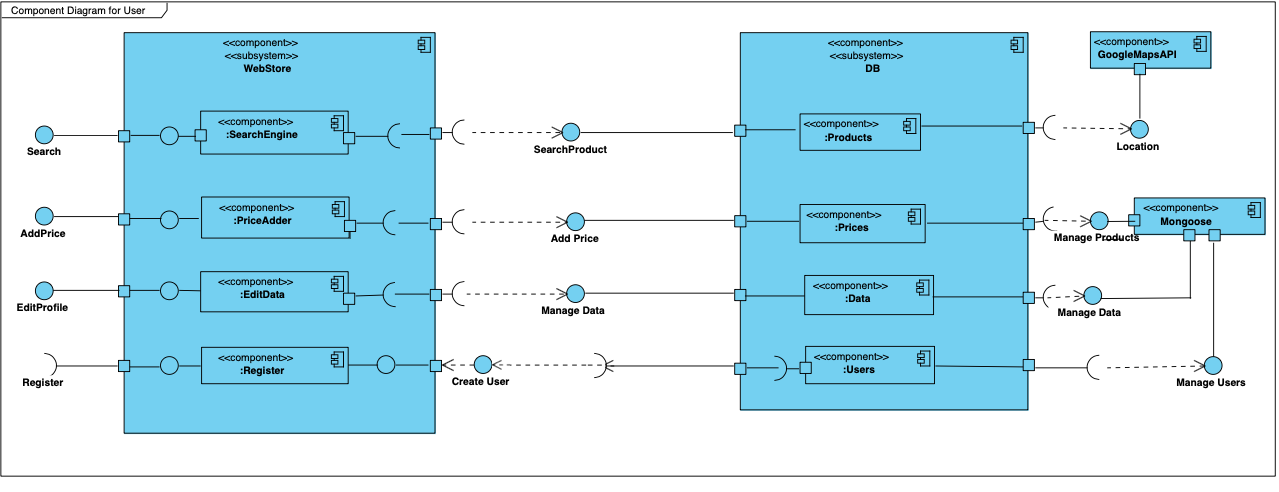 Component Diagram for User
<<component>>
<<subsystem>>
WebStore
<<component>>
<<subsystem>>
DB
<<component>>
GoogleMapsAPI
<<component>>
:SearchEngine
<<component>>
:Products
Search
SearchProduct
Location
<<component>>
:PriceAdder
<<component>>
:Prices
<<component>>
Mongoose
AddPrice
Add Price
Manage Products
<<component>>
:EditData
<<component>>
:Data
EditProfile
Manage Data
Manage Data
<<component>>
:Register
<<component>>
:Users
Register
Create User
Manage Users